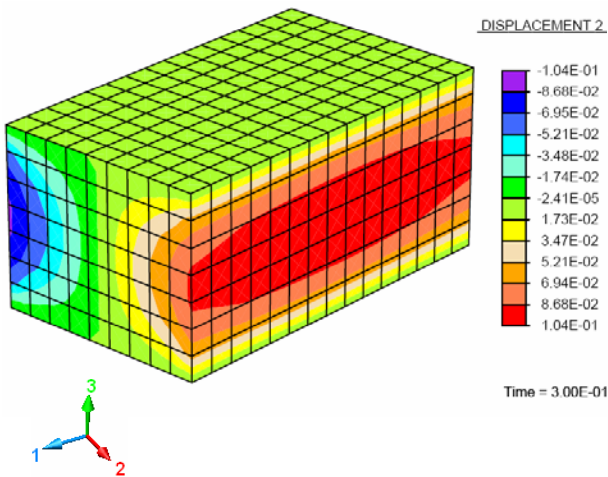 DISPLACEMENT 2
-1.04E-01
-8.68E-02
-6.95E-02
-5.21E-02
-3.48E-02
-1.74E-02
-2.41E-05
1.73E-02
3.47E-02
5.21E-02
6.94E-02
8.68E-02
1.04E-01
Time = 3.00E-01
3
1
2